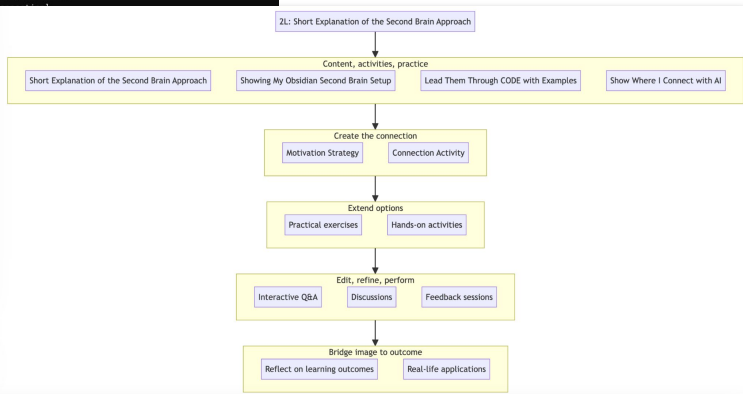 2L: Short Explanation of the Second Brain Approach
Content, activities, practice
Short Explanation of the Second Brain Approach
Showing My Obsidian Second Brain Setup
Lead Them Through CODE with Examples
Show Where I Connect with AI
Create the connection
Motivation Strategy
Connection Activity
Extend options
Practical exercises
Hands-on activities
Edit, refine, perform
Interactive Q&A
Discussions
Feedback sessions
Bridge image to outcome
Reflect on learning outcomes
Real-life applications